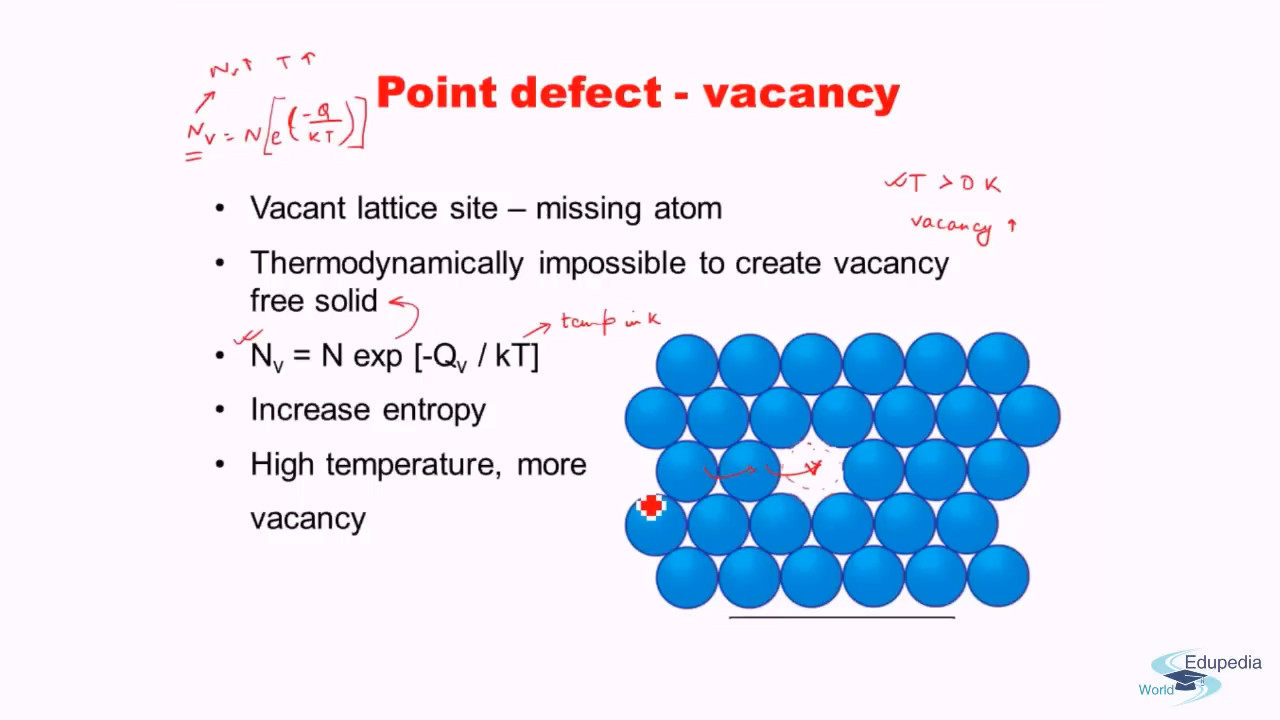 Nv↑ T↑
Point defect - vacancy
Nv = N[e(-Q/KT)]
T > 0 K
• Vacant lattice site – missing atom
vacancy ↑
• Thermodynamically impossible to create vacancy
free solid
temp in K
• Nv = N exp [-Qv / kT]
• Increase entropy
• High temperature, more
vacancy
Edupedia
World